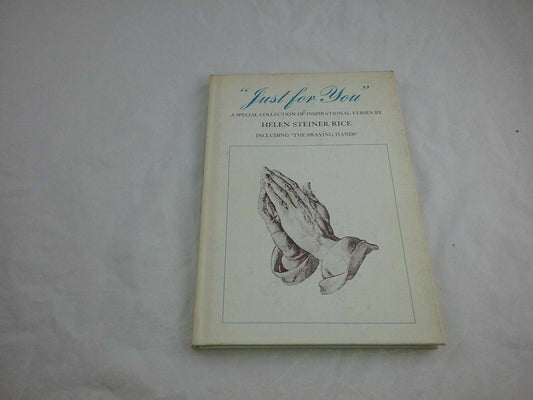 "Just for You"
A SPECIAL COLLECTION OF INSPIRATIONAL VERSES BY
HELEN STEINER RICE
INCLUDING "THE PRAYING HANDS"